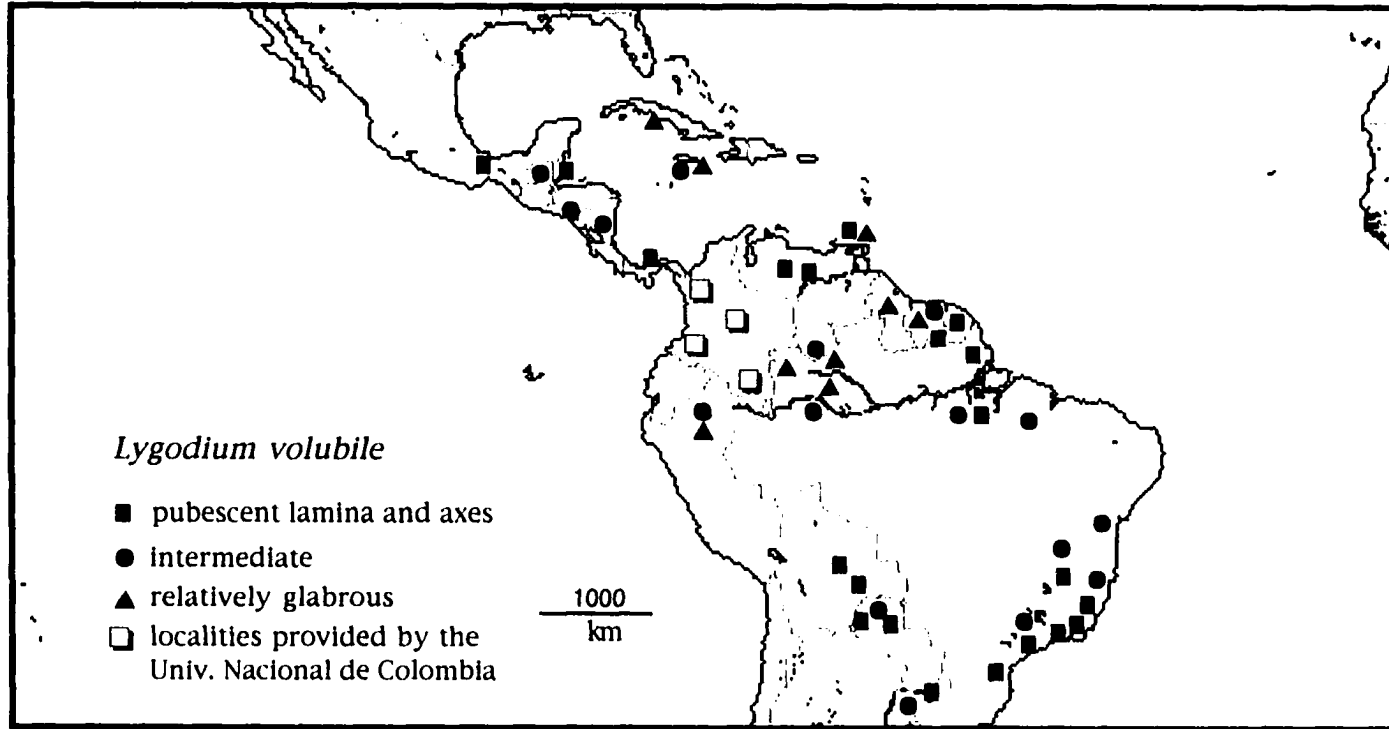 Lygodium volubile
pubescent lamina and axes
intermediate
relatively glabrous
localities provided by the
Univ. Nacional de Colombia
1000
km